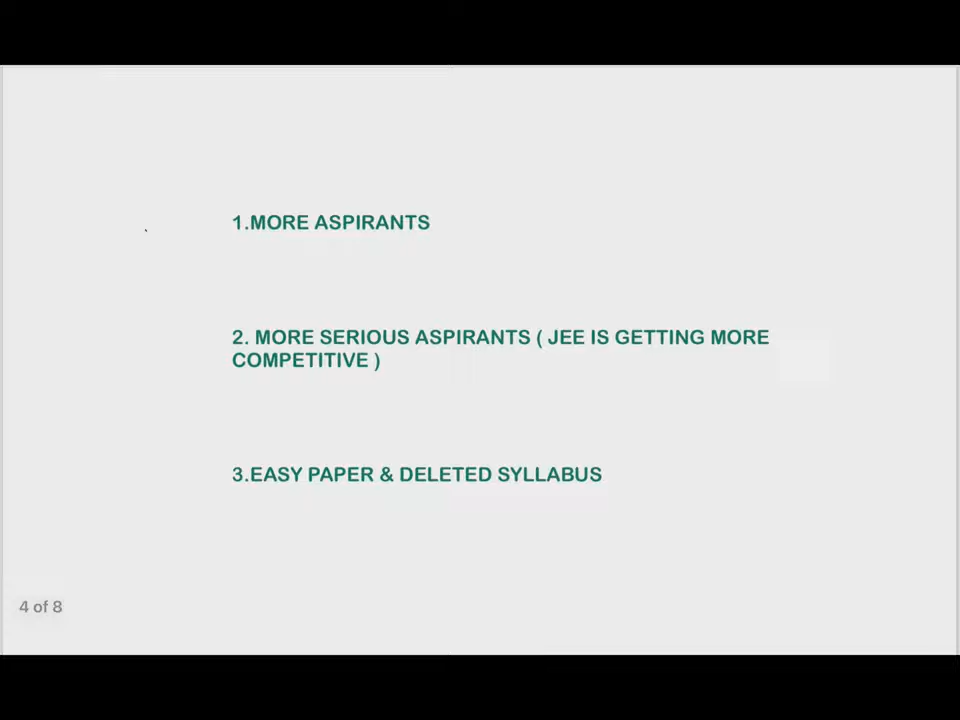 1.MORE ASPIRANTS
2. MORE SERIOUS ASPIRANTS ( JEE IS GETTING MORE
COMPETITIVE )
3.EASY PAPER & DELETED SYLLABUS
4 of 8